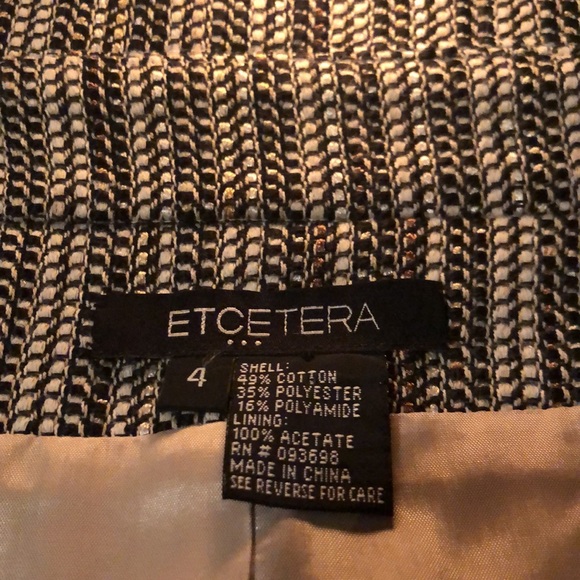 ETCETERA
4
SHELL:
49% COTTON
35% POLYESTER
16% POLYAMIDE
LINING:
100% ACETATE
RN # 093698
MADE IN CHINA
SEE REVERSE FOR CARE